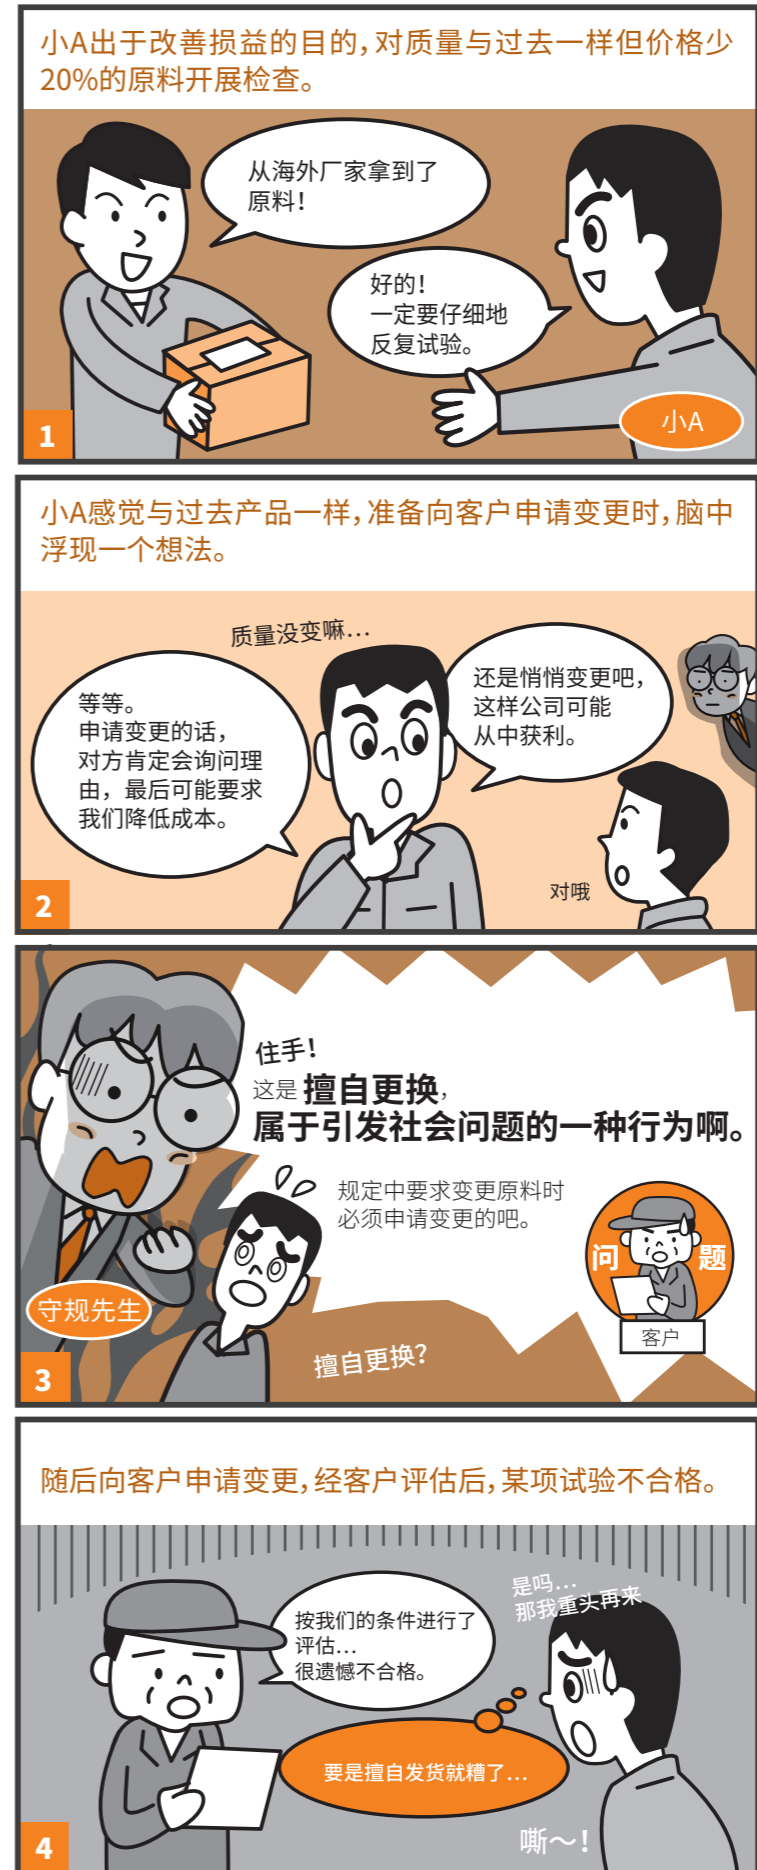 小A出于改善损益的目的，对质量与过去一样但价格少
20%的原料开展检查。
从海外厂家拿到了
原料！
好的！
一定要仔细地
反复试验。
小A
1
小A感觉与过去产品一样，准备向客户申请变更时，脑中
浮现一个想法。
质量没变嘛…
等等。
申请变更的话，
对方肯定会询问理
由，最后可能要求
我们降低成本。
还是悄悄变更吧，
这样公司可能
从中获利。
对哦
2
住手！
这是 擅自更换，
属于引发社会问题的一种行为啊。
规定中要求变更原料时
必须申请变更的吧。
问 题
客户
守规先生
擅自更换？
3
随后向客户申请变更，经客户评估后，某项试验不合格。
按我们的条件进行了
评估…
很遗憾不合格。
是吗…
那我重头再来
要是擅自发货就糟了…
嘶～！
4